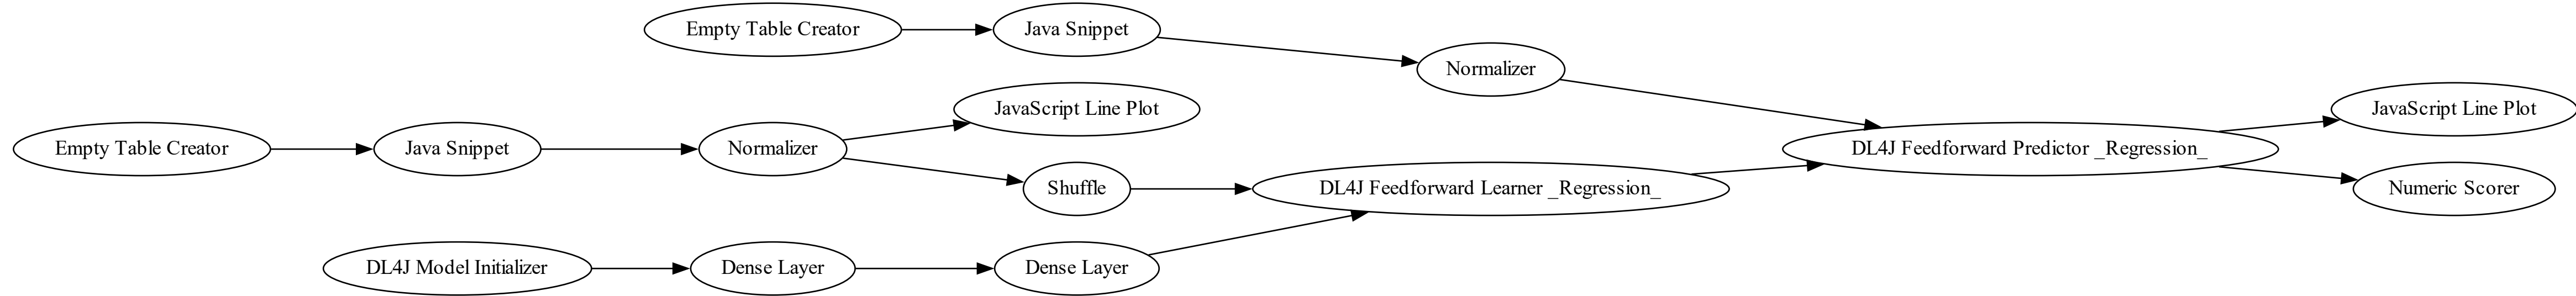 Empty Table Creator
Java Snippet
Normalizer
JavaScript Line Plot
JavaScript Line Plot
Empty Table Creator
Java Snippet
Normalizer
DL4J Feedforward Predictor _Regression_
Shuffle
DL4J Feedforward Learner _Regression_
Numeric Scorer
DL4J Model Initializer
Dense Layer
Dense Layer